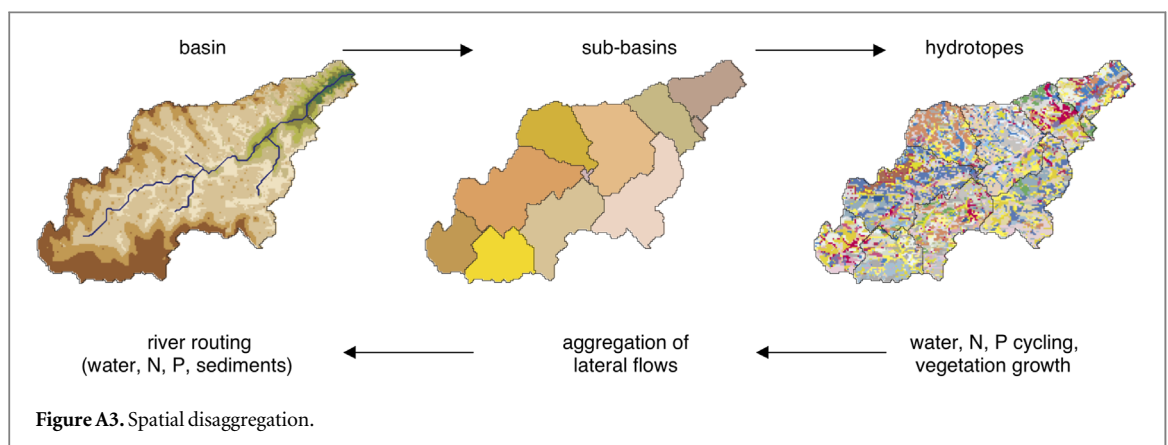 basin
sub-basins
hydrotopes
river routing
(water, N, P, sediments)
aggregation of
lateral flows
water, N, P cycling,
vegetation growth
Figure A3. Spatial disaggregation.